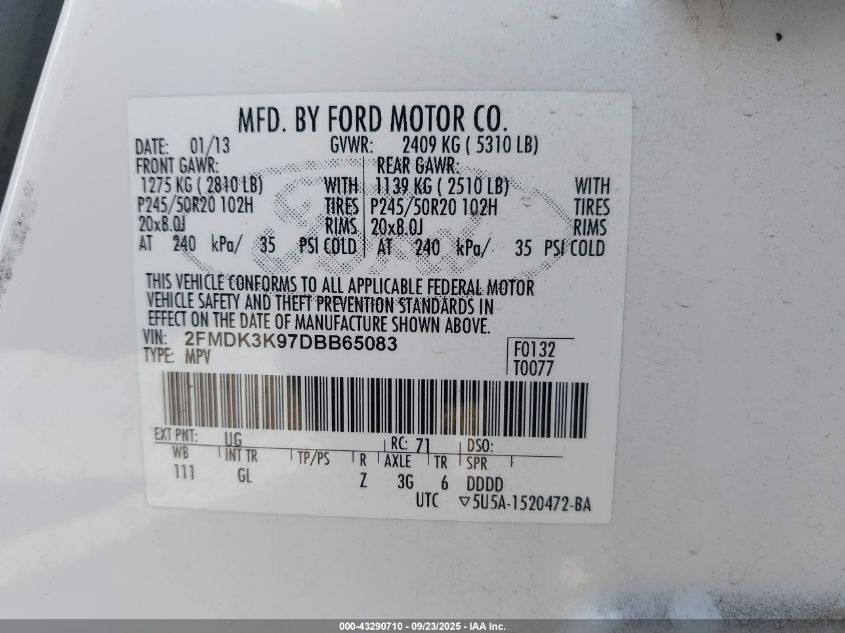 MFD. BY FORD MOTOR CO.
DATE: 01/13 GVWR: 2409 KG ( 5310 LB)
FRONT GAWR: REAR GAWR:
1275 KG ( 2810 LB) WITH 1139 KG ( 2510 LB) WITH
P245/50R20 102H TIRES P245/50R20 102H TIRES
20x8.0J RIMS 20x8.0J RIMS
AT 240 kPa/ 35 PSI COLD AT 240 kPa/ 35 PSI COLD
THIS VEHICLE CONFORMS TO ALL APPLICABLE FEDERAL MOTOR
VEHICLE SAFETY AND THEFT PREVENTION STANDARDS IN
EFFECT ON THE DATE OF MANUFACTURE SHOWN ABOVE.
VIN: 2FMDK3K97DBB65083 F0132
TYPE: MPV T0077
EXT PNT: UG RC: 71 DSO:
WB INT TR TP/PS R AXLE TR SPR
111 GL Z 3G 6 DDDD
UTC ▽5U5A-1520472-BA
000-43290710 - 09/23/2025 - IAA Inc.